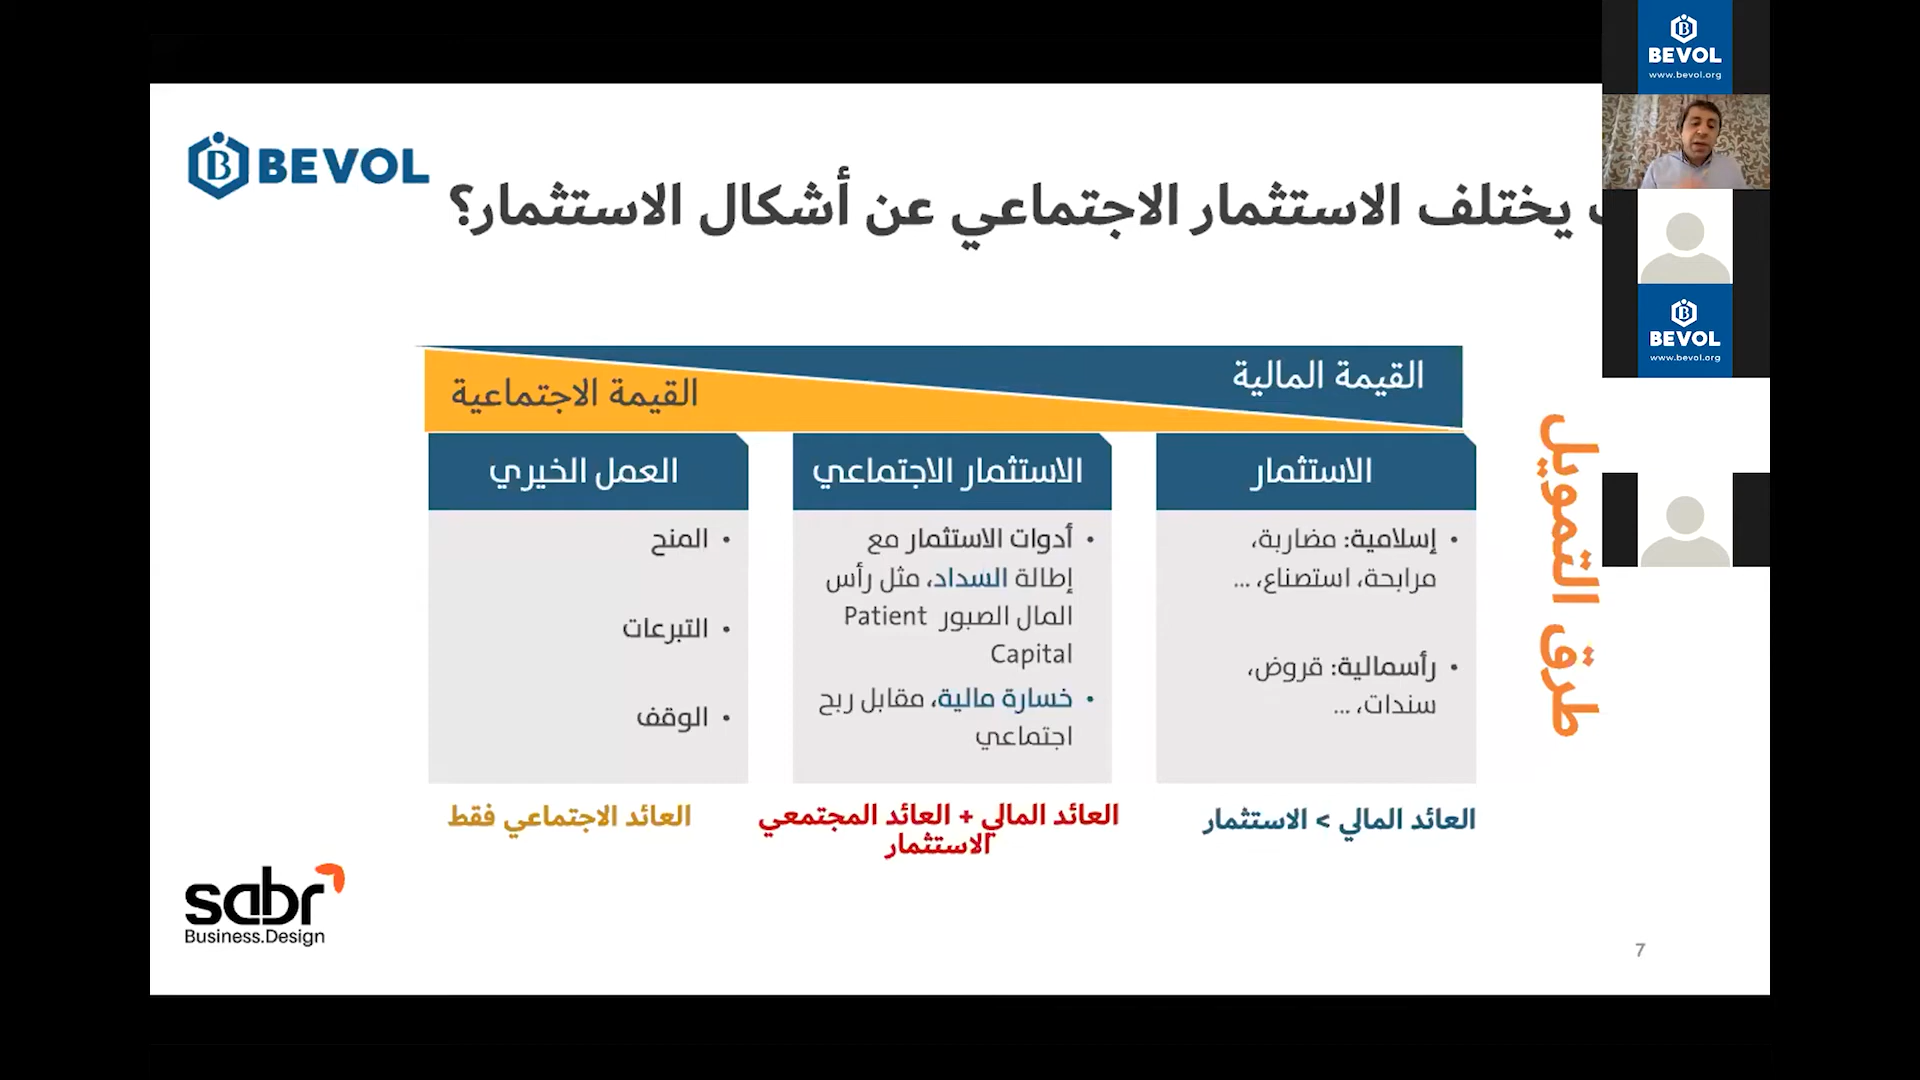 BEVOL
www.bevol.org
BEVOL
يختلف الاستثمار الاجتماعي عن أشكال الاستثمار؟
BEVOL
www.bevol.org
القيمة المالية
القيمة الاجتماعية
طرق التمويل
الاستثمار
• إسلامية: مضاربة،
مرابحة، استصناع، ...
• رأسمالية: قروض،
سندات، ...
العائد المالي > الاستثمار
الاستثمار الاجتماعي
• أدوات الاستثمار مع
إطالة السداد، مثل رأس
المال الصبور Patient
Capital
• خسارة مالية، مقابل ربح
اجتماعي
العائد المالي + العائد المجتمعي
الاستثمار
العمل الخيري
• المنح
• التبرعات
• الوقف
العائد الاجتماعي فقط
sabr
Business.Design
7